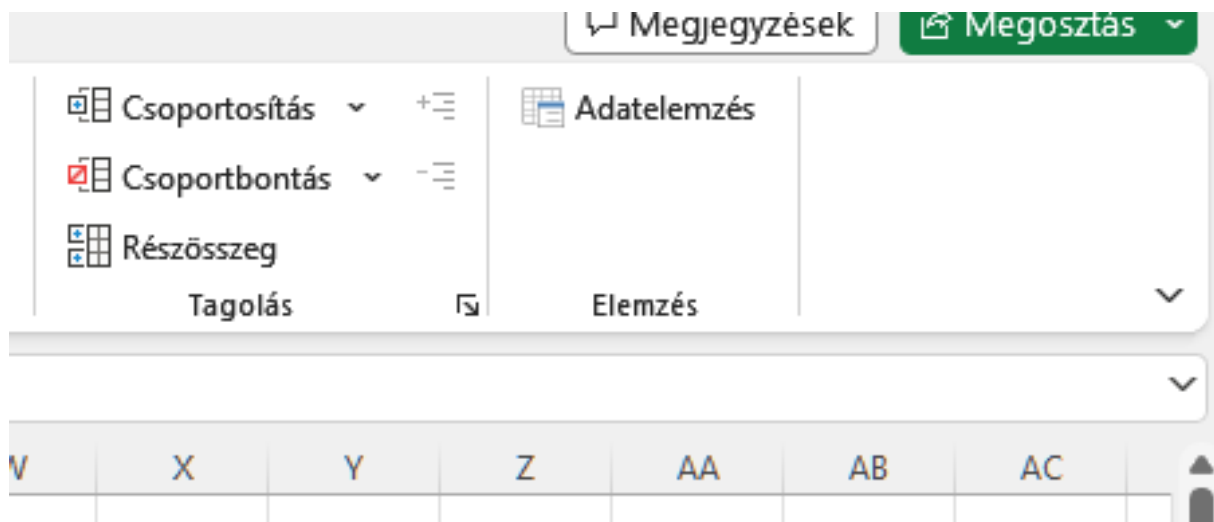 Megjegyzések Megosztás
Csoportosítás Adatelemzés
Csoportbontás
Részösszeg
Tagolás Elemzés
W X Y Z AA AB AC